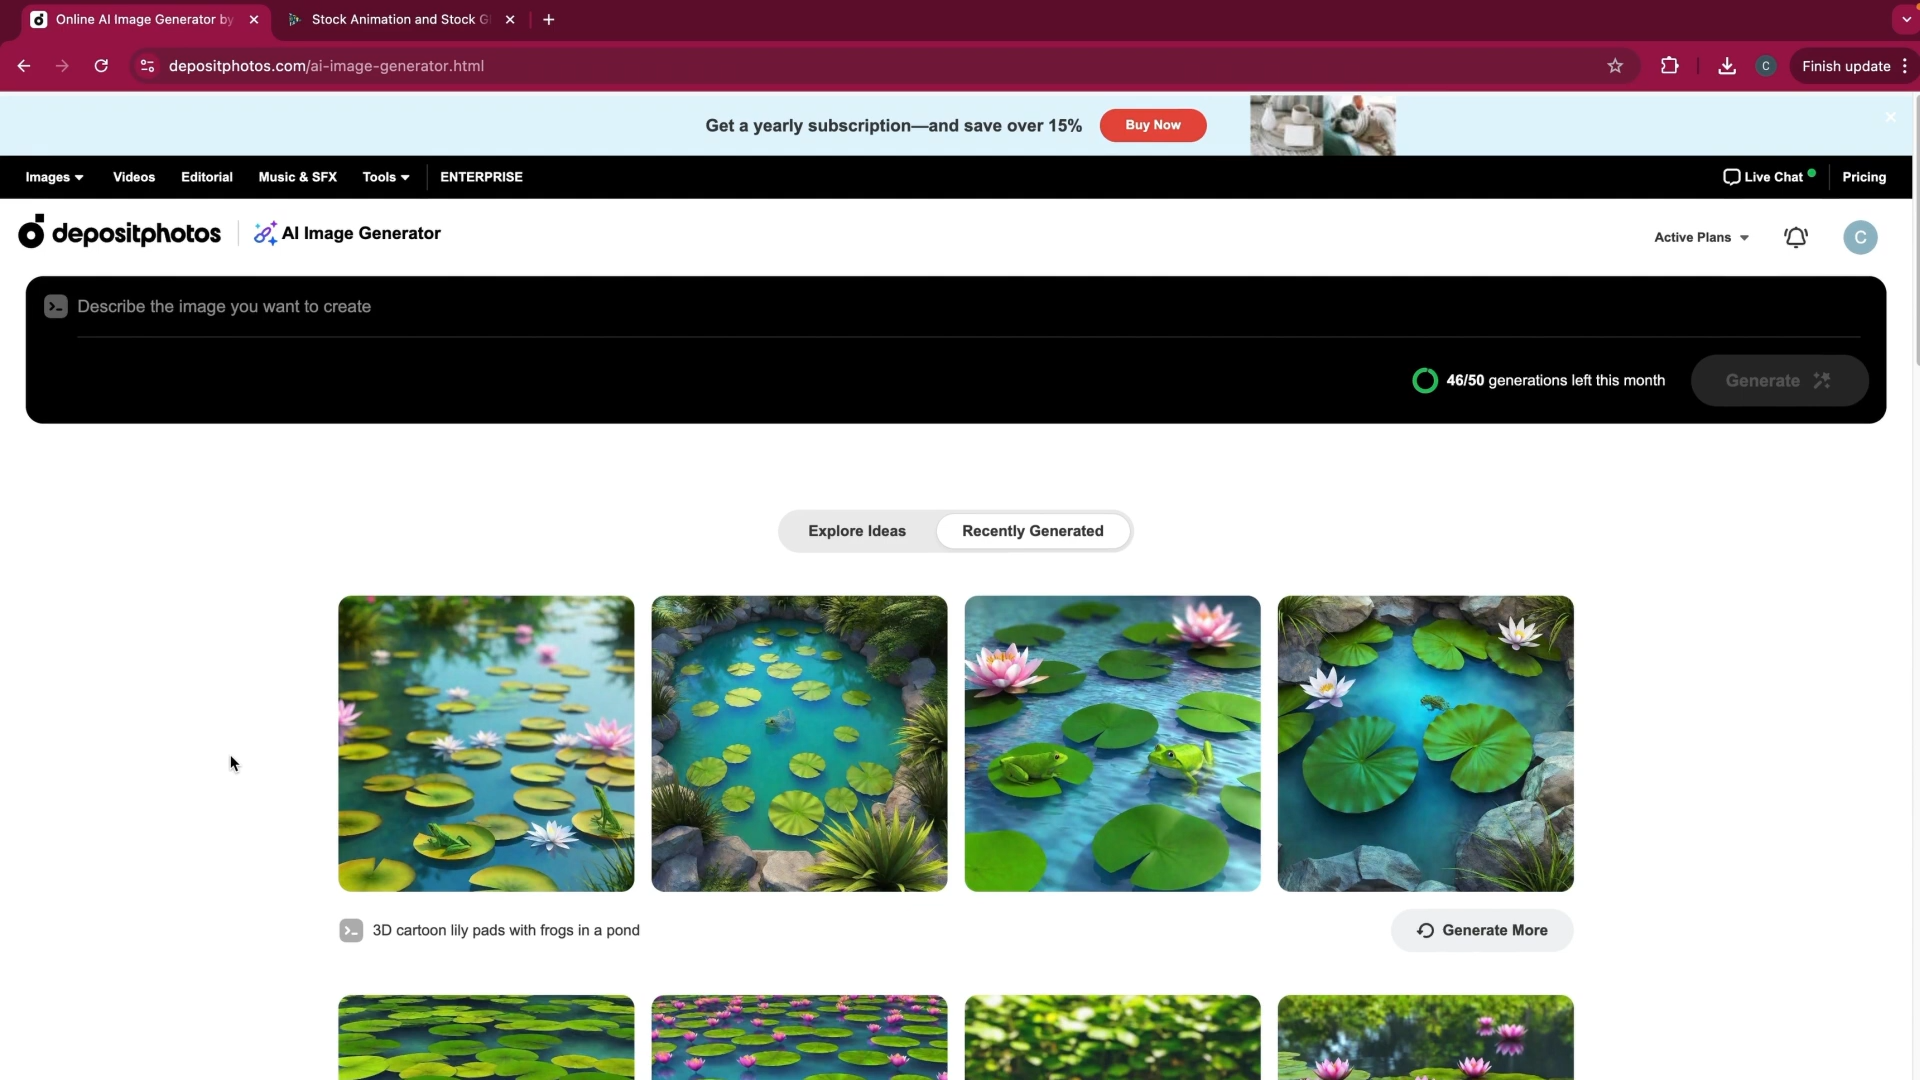 Online AI Image Generator by
Stock Animation and Stock G
depositphotos.com/ai-image-generator.html
C
Finish update
Get a yearly subscription—and save over 15%
Buy Now
Images
Videos
Editorial
Music & SFX
Tools
ENTERPRISE
Live Chat
Pricing
depositphotos
AI Image Generator
Active Plans
C
Describe the image you want to create
46/50 generations left this month
Generate
Explore Ideas
Recently Generated
3D cartoon lily pads with frogs in a pond
Generate More